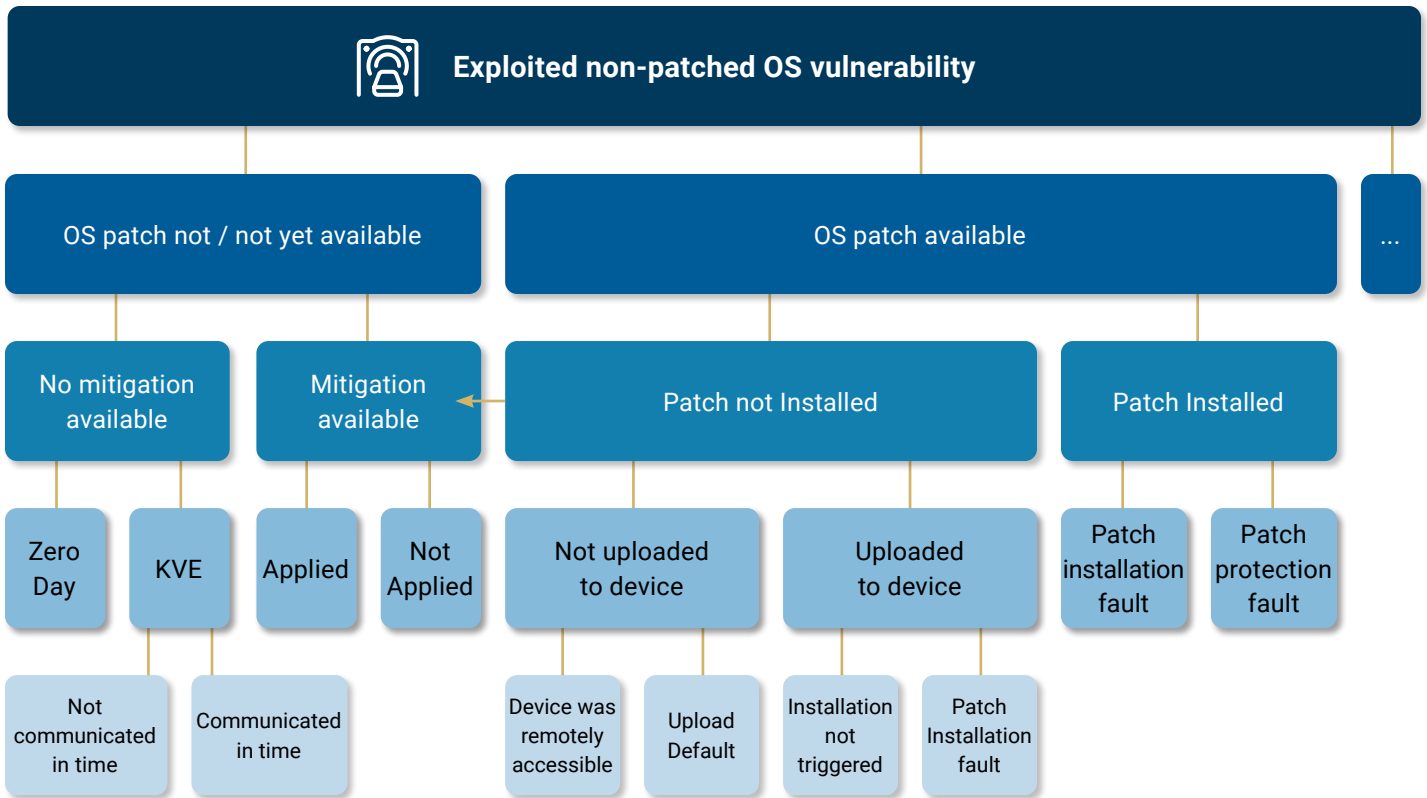 Exploited non-patched OS vulnerability
OS patch not / not yet available
OS patch available
...
No mitigation
available
Mitigation
available
Patch not Installed
Patch Installed
Zero
Day
KVE
Applied
Not
Applied
Not uploaded
to device
Uploaded
to device
Patch
installation
fault
Patch
protection
fault
Not
communicated
in time
Communicated
in time
Device was
remotely
accessible
Upload
Default
Installation
not
triggered
Patch
Installation
fault